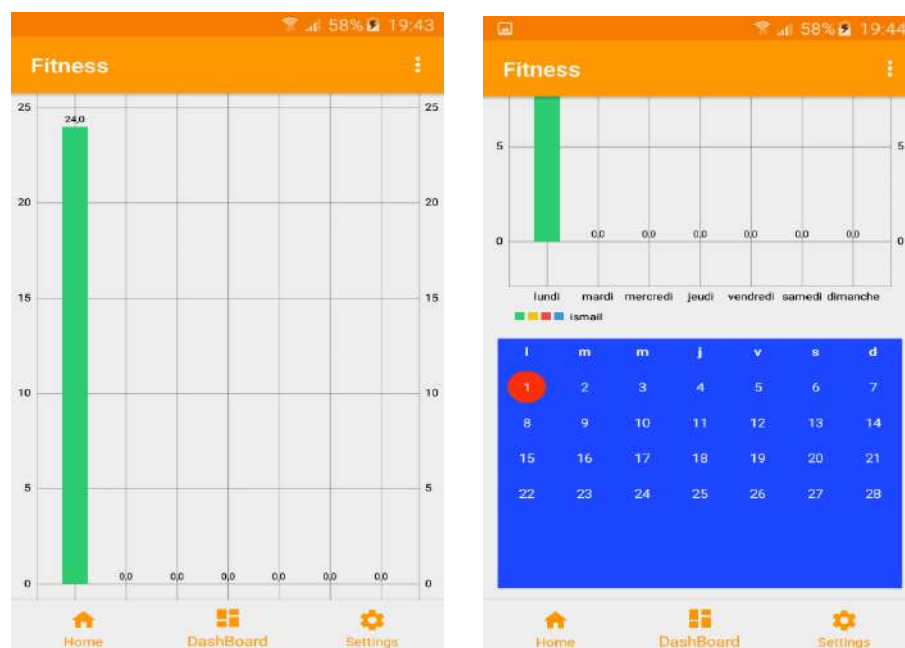 58% 19:43
Fitness
25 25
24,0
20 20
15 15
10 10
5 5
0,0 0,0 0,0 0,0 0,0 0,0
0 0
Home DashBoard Settings
58% 19:44
Fitness
5 5
0,0 0,0 0,0 0,0 0,0 0,0
0 0
lundi mardi mercredi jeudi vendredi samedi dimanche
ismail
l m m j v s d
1 2 3 4 5 6 7
8 9 10 11 12 13 14
15 16 17 18 19 20 21
22 23 24 25 26 27 28
Home DashBoard Settings